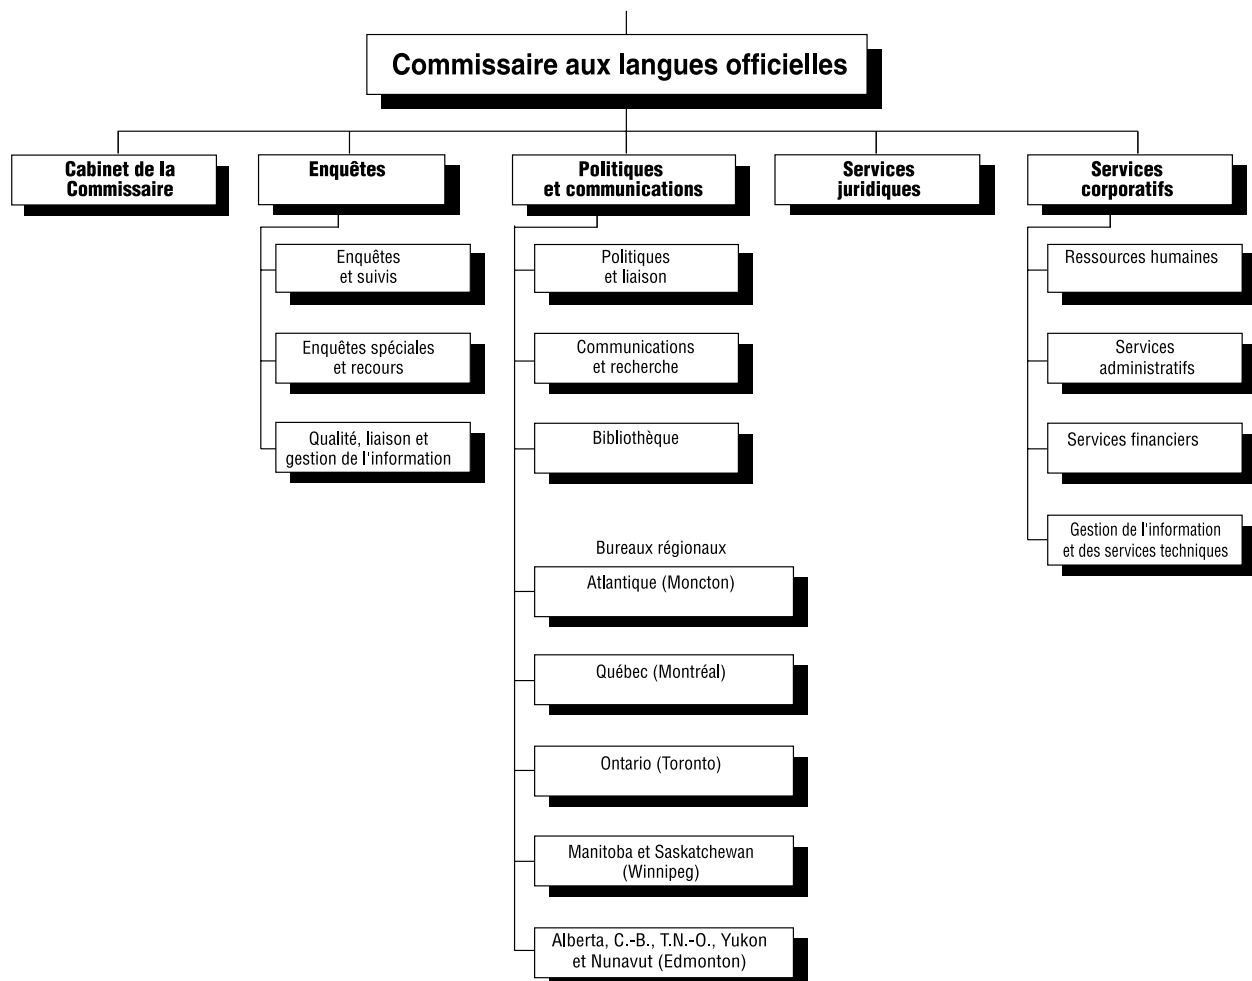 Commissaire aux langues officielles
Cabinet de la
Commissaire
Enquêtes
Enquêtes
et suivis
Enquêtes spéciales
et recours
Qualité, liaison et
gestion de l'information
Politiques
et communications
Politiques
et liaison
Communications
et recherche
Bibliothèque
Bureaux régionaux
Atlantique (Moncton)
Québec (Montréal)
Ontario (Toronto)
Manitoba et Saskatchewan
(Winnipeg)
Alberta, C.-B., T.N.-O., Yukon
et Nunavut (Edmonton)
Services
juridiques
Services
corporatifs
Ressources humaines
Services
administratifs
Services financiers
Gestion de l'information
et des services techniques